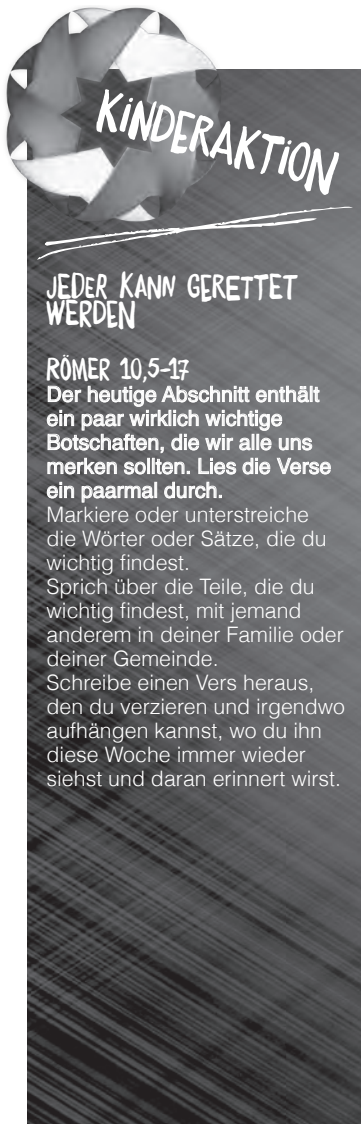 KINDERAKTION
JEDER KANN GERETTET
WERDEN
RÖMER 10,5-17
Der heutige Abschnitt enthält
ein paar wirklich wichtige
Botschaften, die wir alle uns
merken sollten. Lies die Verse
ein paarmal durch.
Markiere oder unterstreiche
die Wörter oder Sätze, die du
wichtig findest.
Sprich über die Teile, die du
wichtig findest, mit jemand
anderem in deiner Familie oder
deiner Gemeinde.
Schreibe einen Vers heraus,
den du verzieren und irgendwo
aufhängen kannst, wo du ihn
diese Woche immer wieder
siehst und daran erinnert wirst.